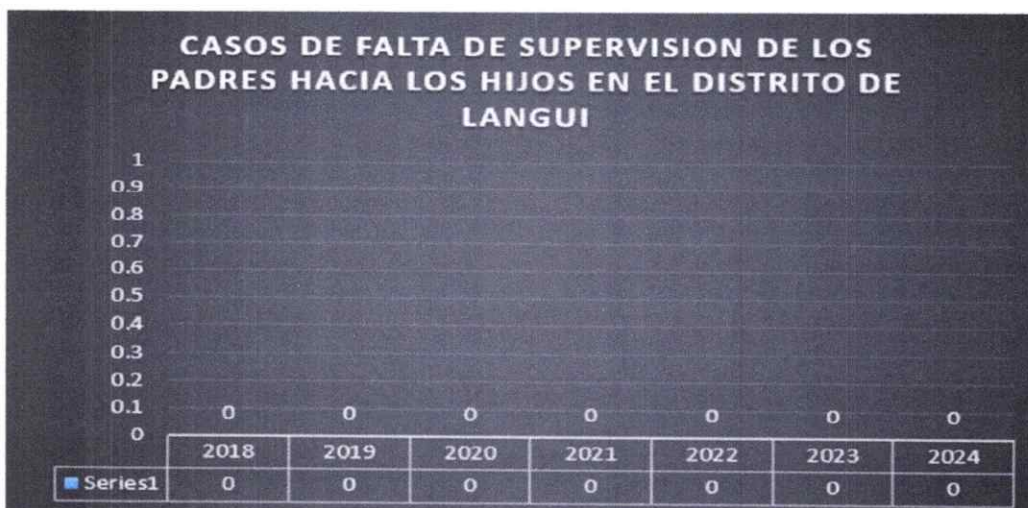 CASOS DE FALTA DE SUPERVISION DE LOS
PADRES HACIA LOS HIJOS EN EL DISTRITO DE
LANGUI
1
0.9
0.8
0.7
0.6
0.5
0.4
0.3
0.2
0.1
0
0 0 0 0 0 0 0
2018 2019 2020 2021 2022 2023 2024
Series1 0 0 0 0 0 0 0